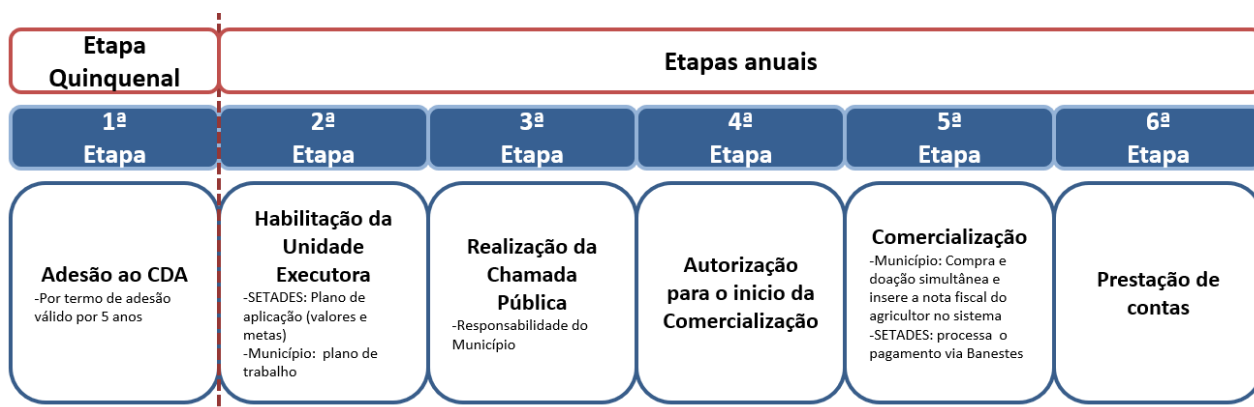 Etapa
Quinquenal
Etapas anuais
1ª
Etapa
2ª
Etapa
3ª
Etapa
4ª
Etapa
5ª
Etapa
6ª
Etapa
Adesão ao CDA
-Por termo de adesão
válido por 5 anos
Habilitação da
Unidade
Executora
-SETADES: Plano de
aplicação (valores e
metas)
-Município: plano de
trabalho
Realização da
Chamada
Pública
-Responsabilidade do
Município
Autorização
para o inicio da
Comercialização
Comercialização
-Município: Compra e
doação simultânea e
insere a nota fiscal do
agricultor no sistema
-SETADES: processa o
pagamento via Banestes
Prestação de
contas